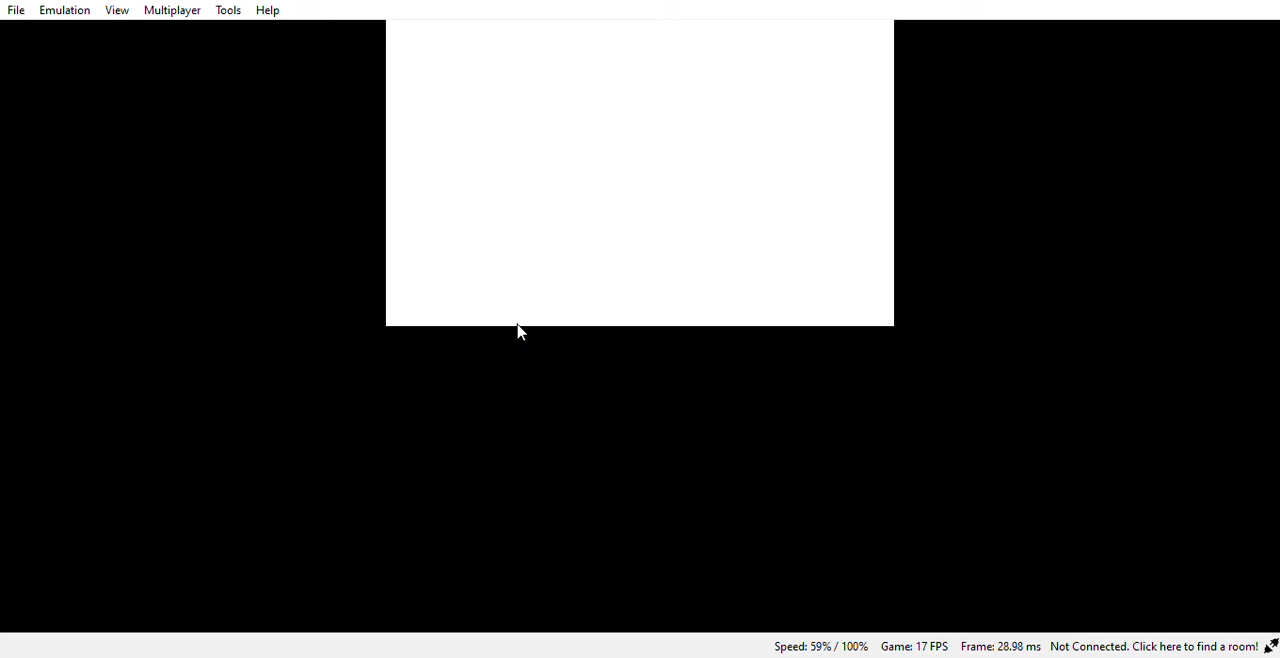 File Emulation View Multiplayer Tools Help
Speed: 59% / 100% Game: 17 FPS Frame: 28.98 ms Not Connected. Click here to find a room!